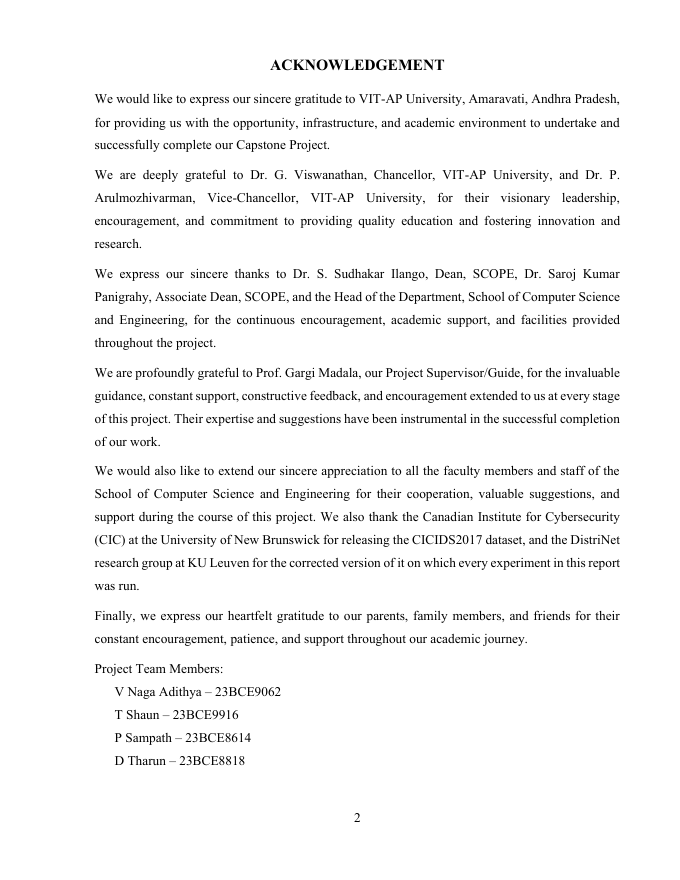 ACKNOWLEDGEMENT
We would like to express our sincere gratitude to VIT-AP University, Amaravati, Andhra Pradesh,
for providing us with the opportunity, infrastructure, and academic environment to undertake and
successfully complete our Capstone Project.
We are deeply grateful to Dr. G. Viswanathan, Chancellor, VIT-AP University, and Dr. P.
Arulmozhivarman, Vice-Chancellor, VIT-AP University, for their visionary leadership,
encouragement, and commitment to providing quality education and fostering innovation and
research.
We express our sincere thanks to Dr. S. Sudhakar Ilango, Dean, SCOPE, Dr. Saroj Kumar
Panigrahy, Associate Dean, SCOPE, and the Head of the Department, School of Computer Science
and Engineering, for the continuous encouragement, academic support, and facilities provided
throughout the project.
We are profoundly grateful to Prof. Gargi Madala, our Project Supervisor/Guide, for the invaluable
guidance, constant support, constructive feedback, and encouragement extended to us at every stage
of this project. Their expertise and suggestions have been instrumental in the successful completion
of our work.
We would also like to extend our sincere appreciation to all the faculty members and staff of the
School of Computer Science and Engineering for their cooperation, valuable suggestions, and
support during the course of this project. We also thank the Canadian Institute for Cybersecurity
(CIC) at the University of New Brunswick for releasing the CICIDS2017 dataset, and the DistriNet
research group at KU Leuven for the corrected version of it on which every experiment in this report
was run.
Finally, we express our heartfelt gratitude to our parents, family members, and friends for their
constant encouragement, patience, and support throughout our academic journey.
Project Team Members:
V Naga Adithya – 23BCE9062
T Shaun – 23BCE9916
P Sampath – 23BCE8614
D Tharun – 23BCE8818
2